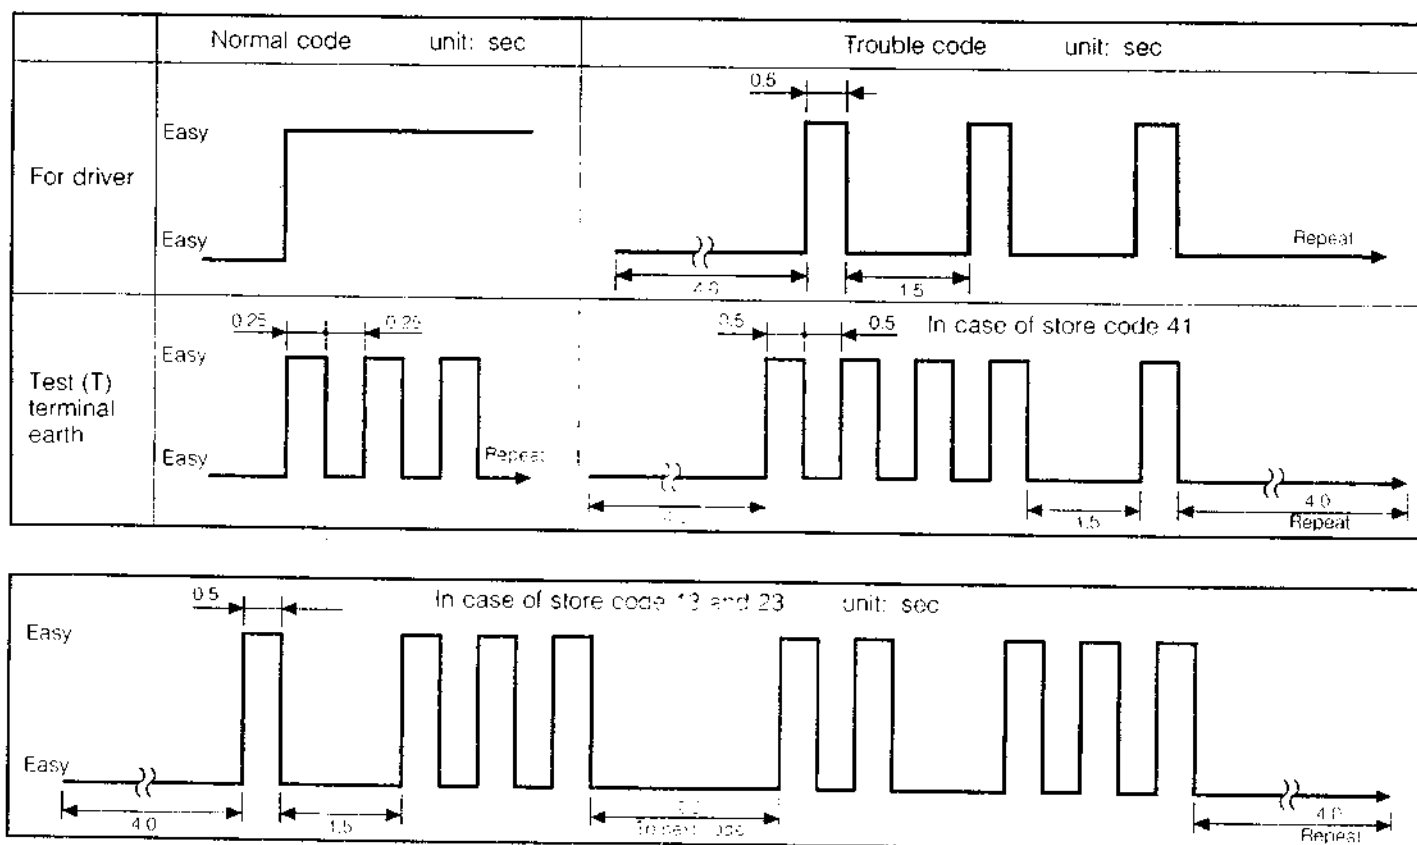 Normal code unit: sec
Trouble code unit: sec
For driver
Easy
Easy
0.5
4.0
1.5
Repeat
Test (T)
terminal
earth
0.25
0.25
Easy
Easy
Repeat
0.5
0.5
In case of store code 41
1.5
4.0
Repeat
In case of store code 13 and 23 unit: sec
0.5
Easy
Easy
4.0
1.5
To next
4.0
Repeat